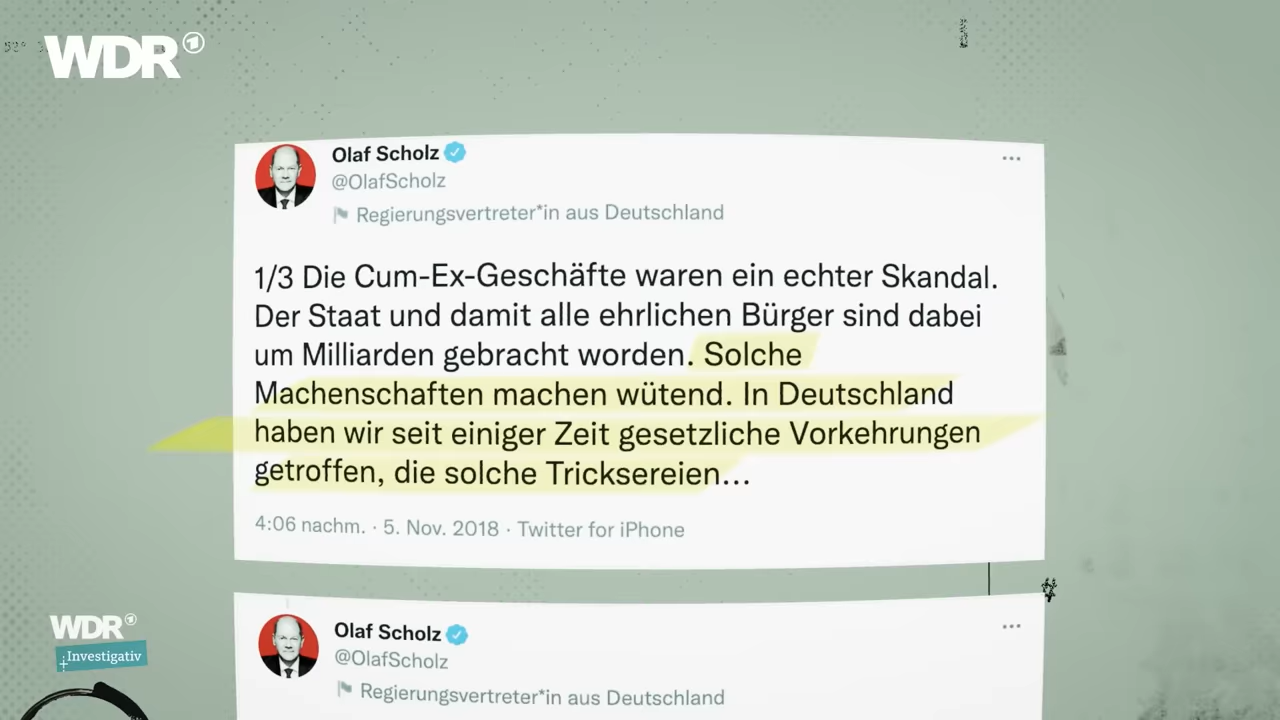 WDR
Olaf Scholz
@OlafScholz
Regierungsvertreter*in aus Deutschland
1/3 Die Cum-Ex-Geschäfte waren ein echter Skandal.
Der Staat und damit alle ehrlichen Bürger sind dabei
um Milliarden gebracht worden. Solche
Machenschaften machen wütend. In Deutschland
haben wir seit einiger Zeit gesetzliche Vorkehrungen
getroffen, die solche Tricksereien...
4:06 nachm. · 5. Nov. 2018 · Twitter for iPhone
WDR
Investigativ
Olaf Scholz
@OlafScholz
Regierungsvertreter*in aus Deutschland